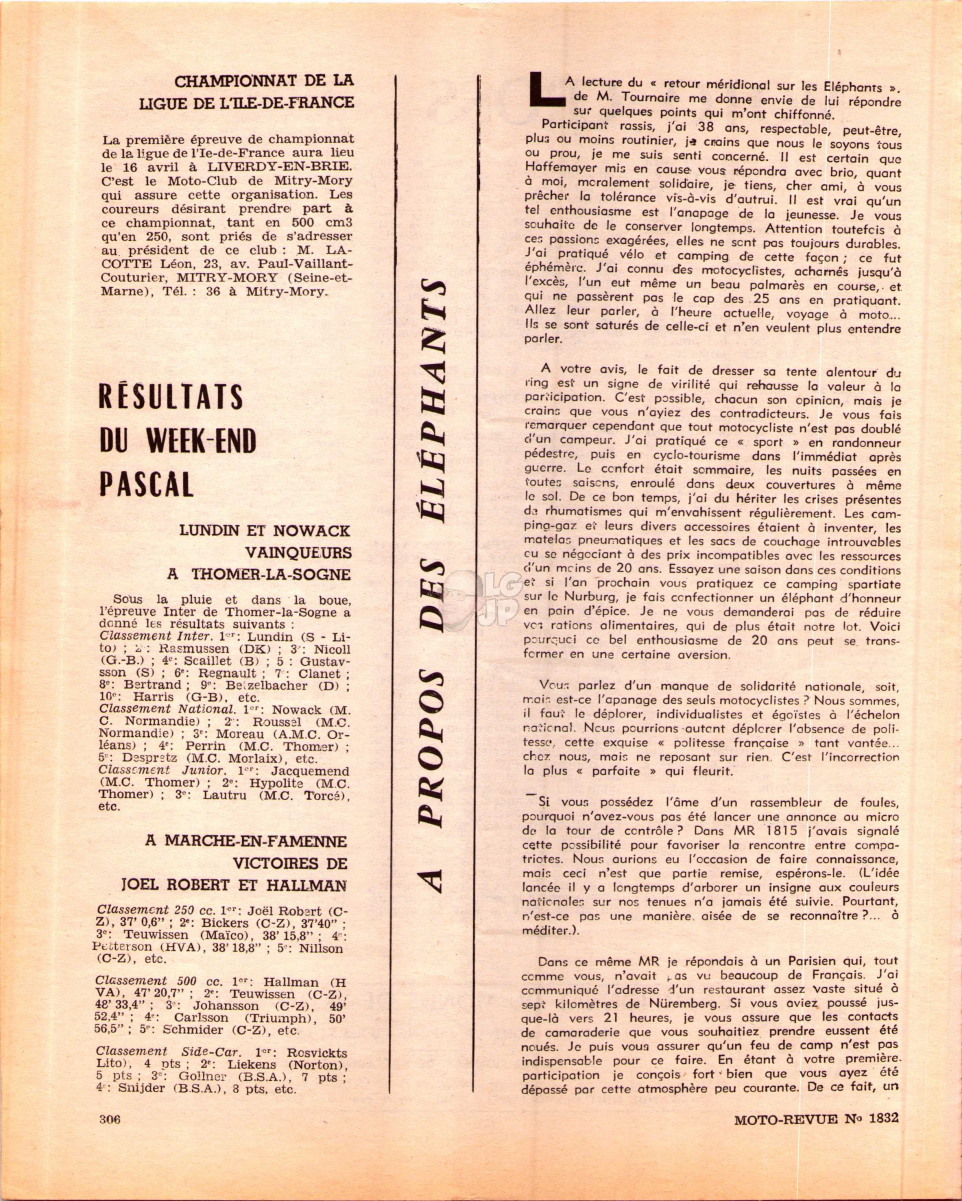 CHAMPIONNAT DE LA
LIGUE DE L'ILE-DE-FRANCE
La première épreuve de championnat
de la ligue de l'Ie-de-France aura lieu
le 16 avril à LIVERDY-EN-BRIE.
C'est le Moto-Club de Mitry-Mory
qui assure cette organisation. Les
coureurs désirant prendre part à
ce championnat, tant en 500 cm3
qu'en 250, sont priés de s'adresser
au président de ce club : M. LA-
COTTE Léon, 23, av. Paul-Vaillant-
Couturier, MITRY-MORY (Seine-et-
Marne), Tél. : 36 à Mitry-Mory.
RÉSULTATS
DU WEEK-END
PASCAL
LUNDIN ET NOWACK
VAINQUEURS
A THOMER-LA-SOGNE
Sous la pluie et dans la boue,
l'épreuve Inter de Thomer-la-Sogne a
donné les résultats suivants :
Classement Inter. 1er: Lundin (S - Li-
to) ; 2: Rasmussen (DK) ; 3e: Nicoll
(G.-B.) ; 4e: Scaillet (B) ; 5 : Gustav-
sson (S) ; 6e: Regnault ; 7: Clanet ;
8e: Bertrand ; 9e: Betzelbacher (D) ;
10e: Harris (G-B), etc.
Classement National. 1er: Nowack (M.
C. Normandie) ; 2e: Roussel (M.C.
Normandie) ; 3e: Moreau (A.M.C. Or-
léans) ; 4e: Perrin (M.C. Thomer) ;
5e: Despretz (M.C. Morlaix), etc.
Classement Junior. 1er: Jacquemend
(M.C. Thomer) ; 2e: Hypolite (M.C.
Thomer) ; 3e: Lautru (M.C. Torcé),
etc.
A MARCHE-EN-FAMENNE
VICTOIRES DE
JOEL ROBERT ET HALLMAN
Classement 250 cc. 1er: Joël Robert (C-
Z), 37' 0,6" ; 2e: Bickers (C-Z), 37'40" ;
3e: Teuwissen (Maïco), 38' 15,8" ; 4e:
Petterson (HVA), 38' 18,8" ; 5e: Nillson
(C-Z), etc.
Classement 500 cc. 1er: Hallman (H
VA), 47' 20,7" ; 2e: Teuwissen (C-Z),
48' 33,4" ; 3e: Johansson (C-Z), 49'
52,4" ; 4e: Carlsson (Triumph), 50'
56,5" ; 5e: Schmider (C-Z), etc.
Classement Side-Car. 1er: Rosvickts
Lito), 4 pts ; 2e: Liekens (Norton),
5 pts ; 3e: Gollner (B.S.A.), 7 pts ;
4e: Snijder (B.S.A.), 8 pts, etc.
306
A PROPOS DES ÉLÉPHANTS
LA lecture du « retour méridional sur les Eléphants ».
de M. Tournaire me donne envie de lui répondre
sur quelques points qui m'ont chiffonné.
Participant rassis, j'ai 38 ans, respectable, peut-être,
plus ou moins routinier, je crains que nous le soyons tous
ou prou, je me suis senti concerné. Il est certain que
Haffemayer mis en cause vous répondra avec brio, quant
à moi, moralement solidaire, je tiens, cher ami, à vous
prêcher la tolérance vis-à-vis d'autrui. Il est vrai qu'un
tel enthousiasme est l'anapage de la jeunesse. Je vous
souhaite de le conserver longtemps. Attention toutefois à
ces passions exagérées, elles ne sont pas toujours durables.
J'ai pratiqué vélo et camping de cette façon ; ce fut
éphémère. J'ai connu des motocyclistes, acharnés jusqu'à
l'excès, l'un eut même un beau palmarès en course, et
qui ne passèrent pas le cap des 25 ans en pratiquant.
Allez leur parler, à l'heure actuelle, voyage à moto...
Ils se sont saturés de celle-ci et n'en veulent plus entendre
parler.
A votre avis, le fait de dresser sa tente alentour du
ring est un signe de virilité qui rehausse la valeur à la
participation. C'est possible, chacun son opinion, mais je
crains que vous n'ayiez des contradicteurs. Je vous fais
remarquer cependant que tout motocycliste n'est pas doublé
d'un campeur. J'ai pratiqué ce « sport » en randonneur
pédestre, puis en cyclo-tourisme dans l'immédiat après
guerre. Le confort était sommaire, les nuits passées en
toutes saisons, enroulé dans deux couvertures à même
le sol. De ce bon temps, j'ai du hériter les crises présentes
de rhumatismes qui m'envahissent régulièrement. Les cam-
ping-gaz et leurs divers accessoires étaient à inventer, les
matelas pneumatiques et les sacs de couchage introuvables
ou se négociant à des prix incompatibles avec les ressources
d'un moins de 20 ans. Essayez une saison dans ces conditions
et si l'an prochain vous pratiquez ce camping spartiate
sur le Nurburg, je fais confectionner un éléphant d'honneur
en pain d'épice. Je ne vous demanderai pas de réduire
vos rations alimentaires, qui de plus était notre lot. Voici
pourquoi ce bel enthousiasme de 20 ans peut se trans-
former en une certaine aversion.
Vous parlez d'un manque de solidarité nationale, soit,
mais est-ce l'apanage des seuls motocyclistes ? Nous sommes,
il faut le déplorer, individualistes et égoïstes à l'échelon
national. Nous pourrions autant déplorer l'absence de poli-
tesse, cette exquise « politesse française » tant vantée...
chez nous, mais ne reposant sur rien. C'est l'incorrection
la plus « parfaite » qui fleurit.
Si vous possédez l'âme d'un rassembleur de foules,
pourquoi n'avez-vous pas été lancer une annonce au micro
de la tour de contrôle ? Dans MR 1815 j'avais signalé
cette possibilité pour favoriser la rencontre entre compa-
triotes. Nous aurions eu l'occasion de faire connaissance,
mais ceci n'est que partie remise, espérons-le. (L'idée
lancée il y a longtemps d'arborer un insigne aux couleurs
nationales sur nos tenues n'a jamais été suivie. Pourtant,
n'est-ce pas une manière aisée de se reconnaître ?... à
méditer.).
Dans ce même MR je répondais à un Parisien qui, tout
comme vous, n'avait pas vu beaucoup de Français. J'ai
communiqué l'adresse d'un restaurant assez vaste situé à
sept kilomètres de Nüremberg. Si vous aviez poussé jus-
que-là vers 21 heures, je vous assure que les contacts
de camaraderie que vous souhaitiez prendre eussent été
noués. Je puis vous assurer qu'un feu de camp n'est pas
indispensable pour ce faire. En étant à votre première
participation je conçois fort bien que vous ayez été
dépassé par cette atmosphère peu courante. De ce fait, un
MOTO-REVUE No 1832
LG
JP